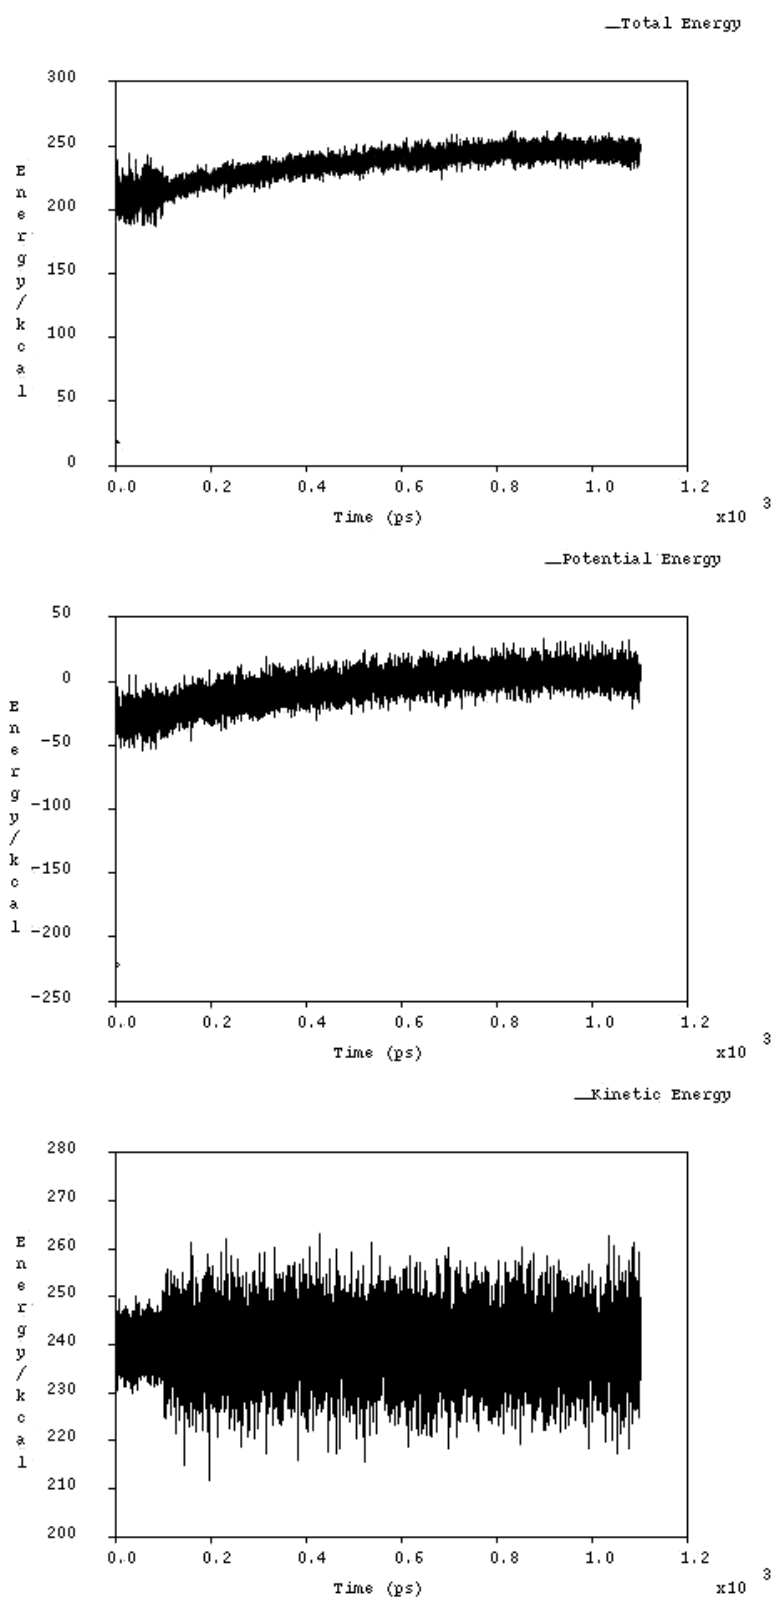 Total Energy
300
250
200
150
100
50
0
Energy/kcal
0.0 0.2 0.4 0.6 0.8 1.0 1.2
Time (ps)
x10 3
Potential Energy
50
0
-50
-100
-150
-200
-250
Energy/kcal
0.0 0.2 0.4 0.6 0.8 1.0 1.2
Time (ps)
x10 3
Kinetic Energy
280
270
260
250
240
230
220
210
200
Energy/kcal
0.0 0.2 0.4 0.6 0.8 1.0 1.2
Time (ps)
x10 3